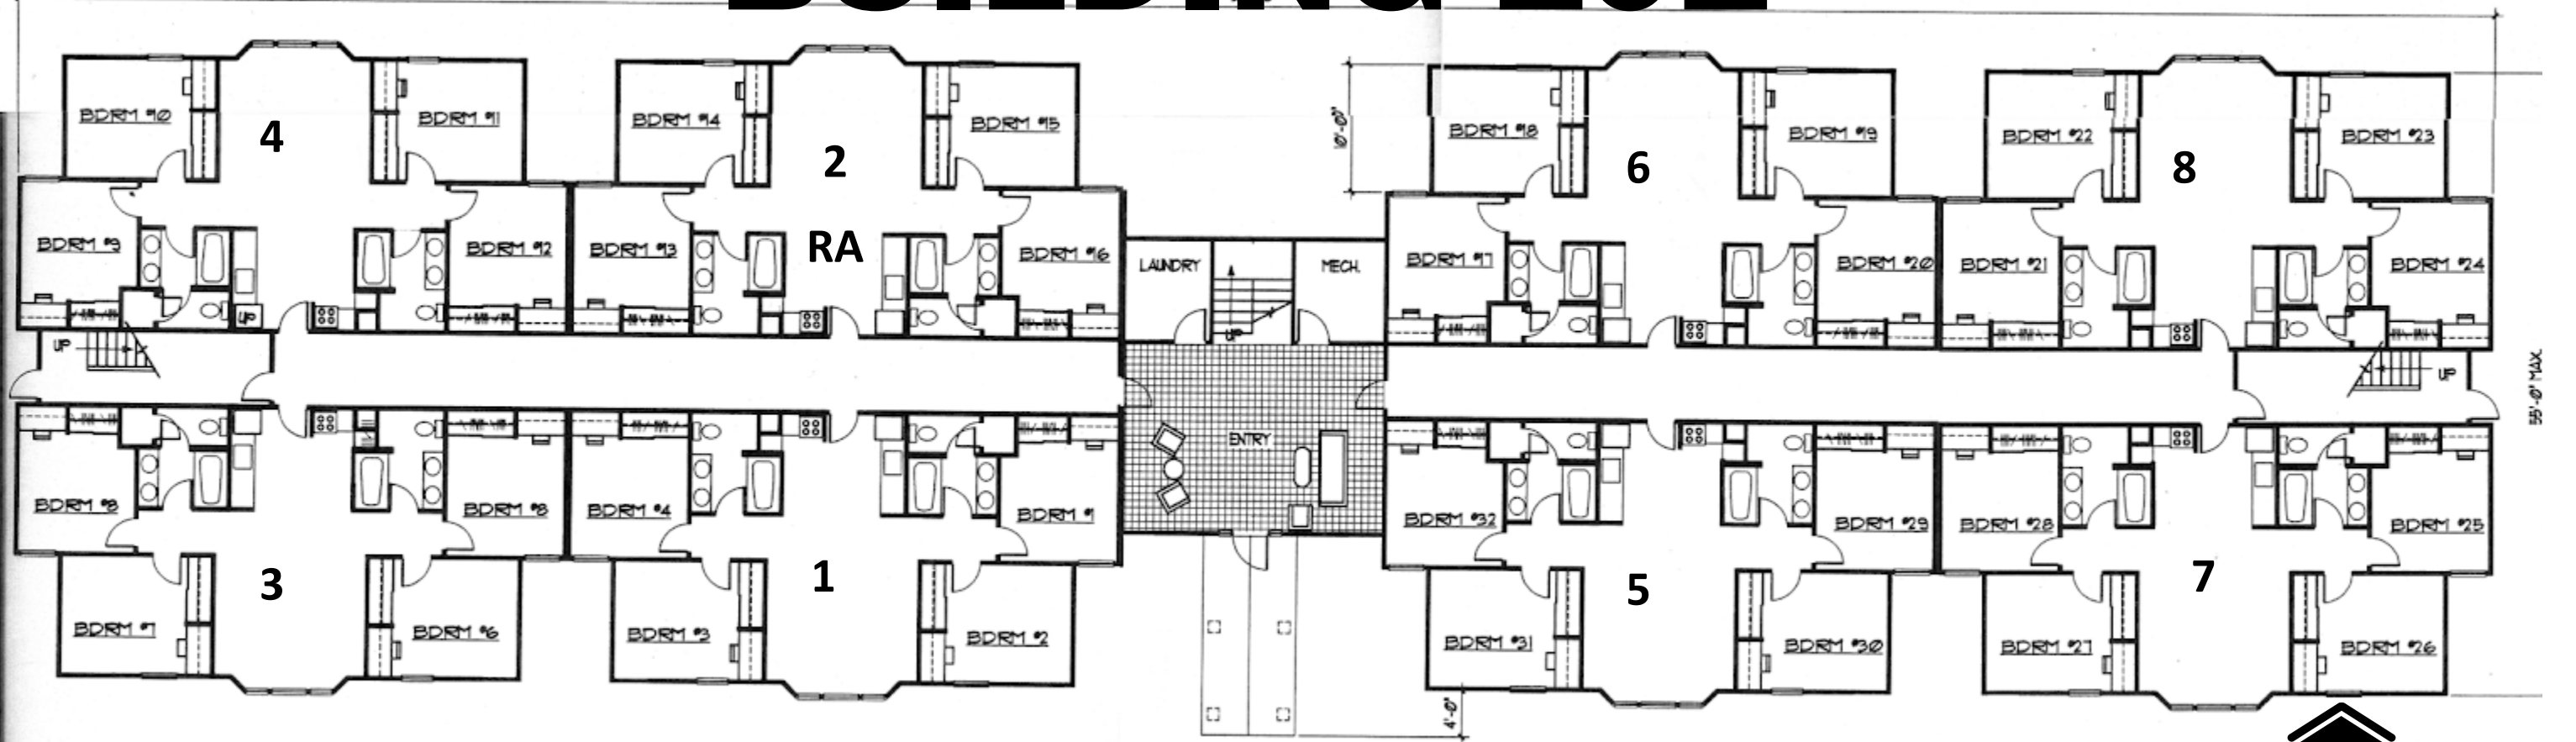 BUILDING
BDRM #10
4
BDRM #11
BDRM #14
2
BDRM #15
BDRM #18
6
BDRM #19
BDRM #22
8
BDRM #23
BDRM #9
BDRM #12
BDRM #13
RA
BDRM #16
LAUNDRY
MECH.
BDRM #17
BDRM #20
BDRM #21
BDRM #24
UP
UP
UP
UP
55'-0" MAX.
ENTRY
BDRM #8
BDRM #8
BDRM #4
BDRM #1
BDRM #32
BDRM #29
BDRM #28
BDRM #25
3
1
5
7
BDRM #7
BDRM #6
BDRM #3
BDRM #2
BDRM #31
BDRM #30
BDRM #27
BDRM #26
4'-0"